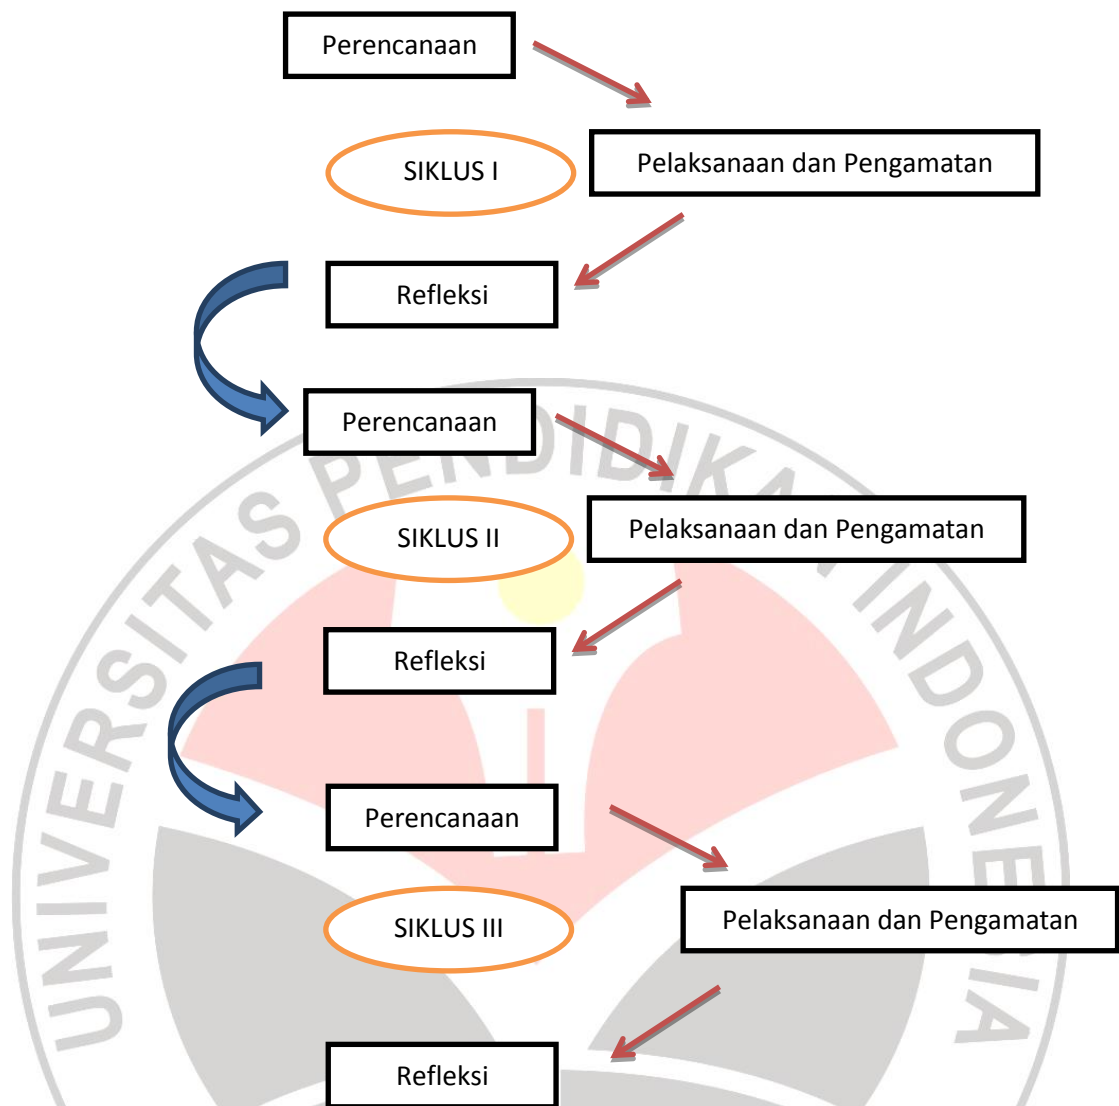 Perencanaan
SIKLUS I
Pelaksanaan dan Pengamatan
Refleksi
Perencanaan
SIKLUS II
Pelaksanaan dan Pengamatan
Refleksi
Perencanaan
SIKLUS III
Pelaksanaan dan Pengamatan
Refleksi
UNIVERSITAS PENDIDIKAN INDONESIA